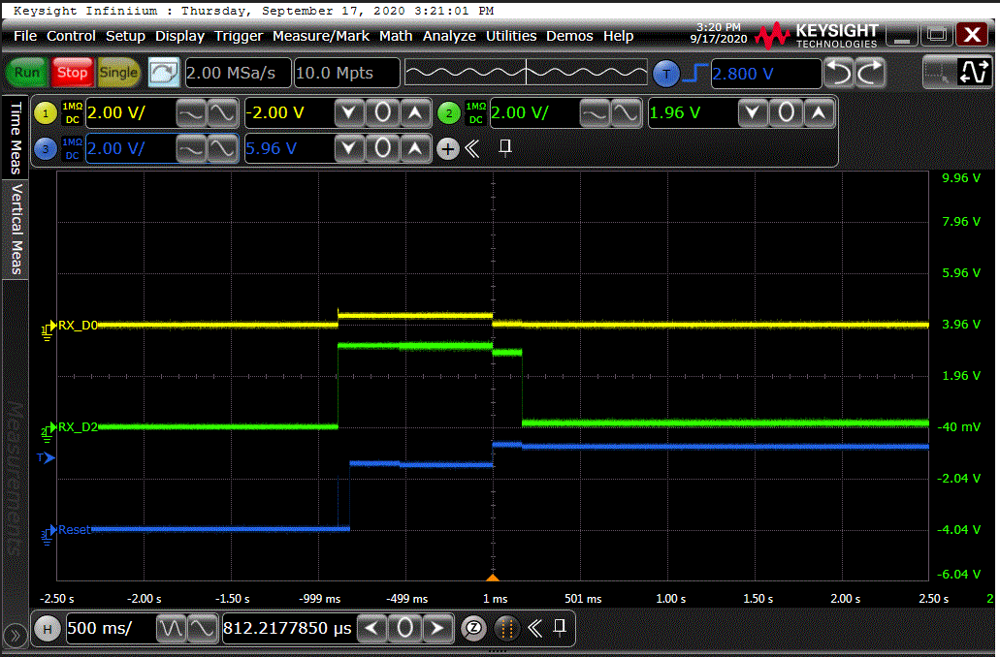 Keysight Infiniium : Thursday, September 17, 2020 3:21:01 PM
File Control Setup Display Trigger Measure/Mark Math Analyze Utilities Demos Help
3:20 PM
9/17/2020
KEYSIGHT
TECHNOLOGIES
Run Stop Single 2.00 MSa/s 10.0 Mpts T 2.800 V
1 1MΩ DC 2.00 V/ -2.00 V 2 1MΩ DC 2.00 V/ 1.96 V
3 1MΩ DC 2.00 V/ 5.96 V
Time Meas
Vertical Meas
Measurements
9.96 V
7.96 V
5.96 V
3.96 V
1.96 V
-40 mV
-2.04 V
-4.04 V
-6.04 V
1 RX_D0
2 RX_D2
T
3 Reset
-2.50 s -2.00 s -1.50 s -999 ms -499 ms 1 ms 501 ms 1.00 s 1.50 s 2.00 s 2.50 s 2
H 500 ms/ 812.2177850 µs 0 Z